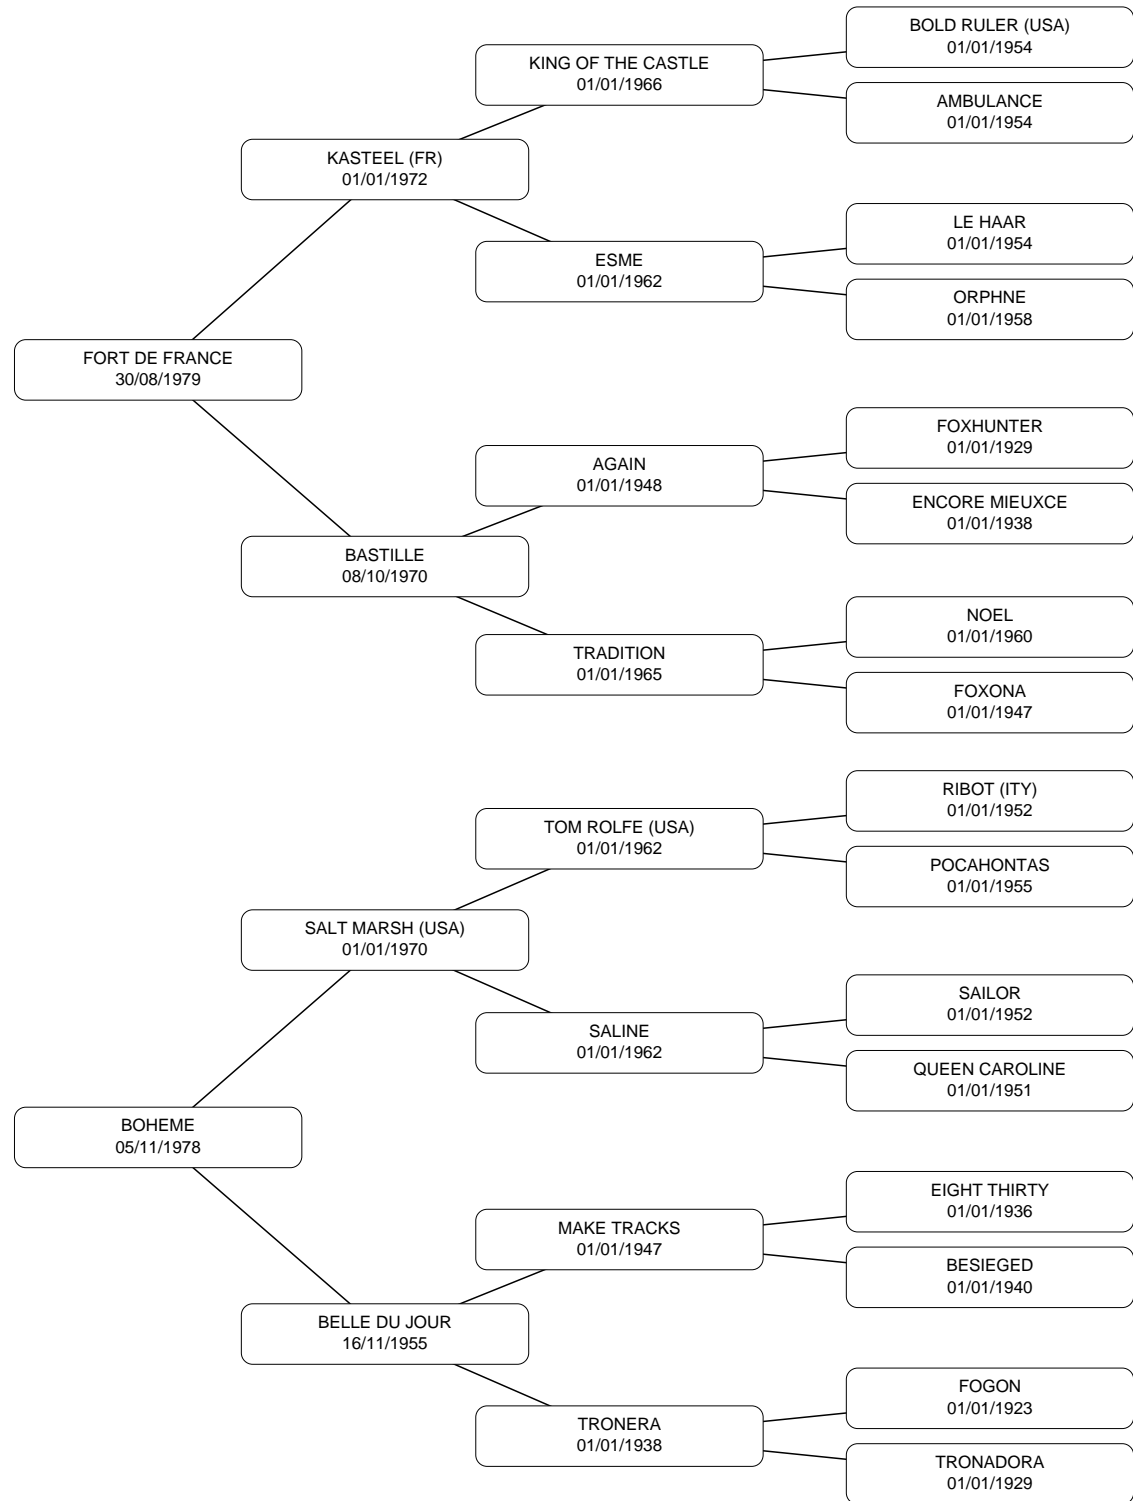 BOLD RULER (USA)
01/01/1954
KING OF THE CASTLE
01/01/1966
AMBULANCE
01/01/1954
KASTEEL (FR)
01/01/1972
LE HAAR
01/01/1954
ESME
01/01/1962
ORPHNE
01/01/1958
FORT DE FRANCE
30/08/1979
FOXHUNTER
01/01/1929
AGAIN
01/01/1948
ENCORE MIEUXCE
01/01/1938
BASTILLE
08/10/1970
NOEL
01/01/1960
TRADITION
01/01/1965
FOXONA
01/01/1947
RIBOT (ITY)
01/01/1952
TOM ROLFE (USA)
01/01/1962
POCAHONTAS
01/01/1955
SALT MARSH (USA)
01/01/1970
SAILOR
01/01/1952
SALINE
01/01/1962
QUEEN CAROLINE
01/01/1951
BOHEME
05/11/1978
EIGHT THIRTY
01/01/1936
MAKE TRACKS
01/01/1947
BESIEGED
01/01/1940
BELLE DU JOUR
16/11/1955
FOGON
01/01/1923
TRONERA
01/01/1938
TRONADORA
01/01/1929